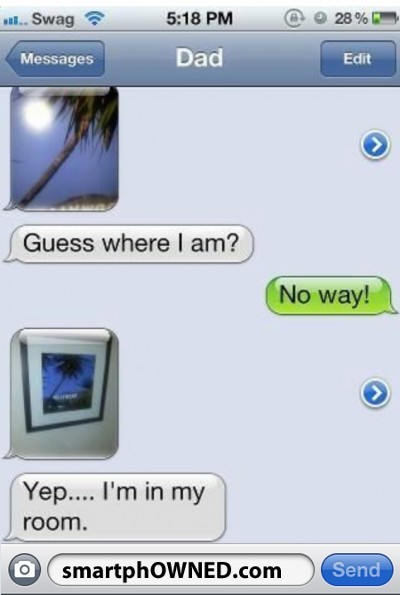 Swag 5:18 PM 28%
Messages Dad Edit
Guess where I am?
No way!
Yep.... I'm in my
room.
smartphOWNED.com Send